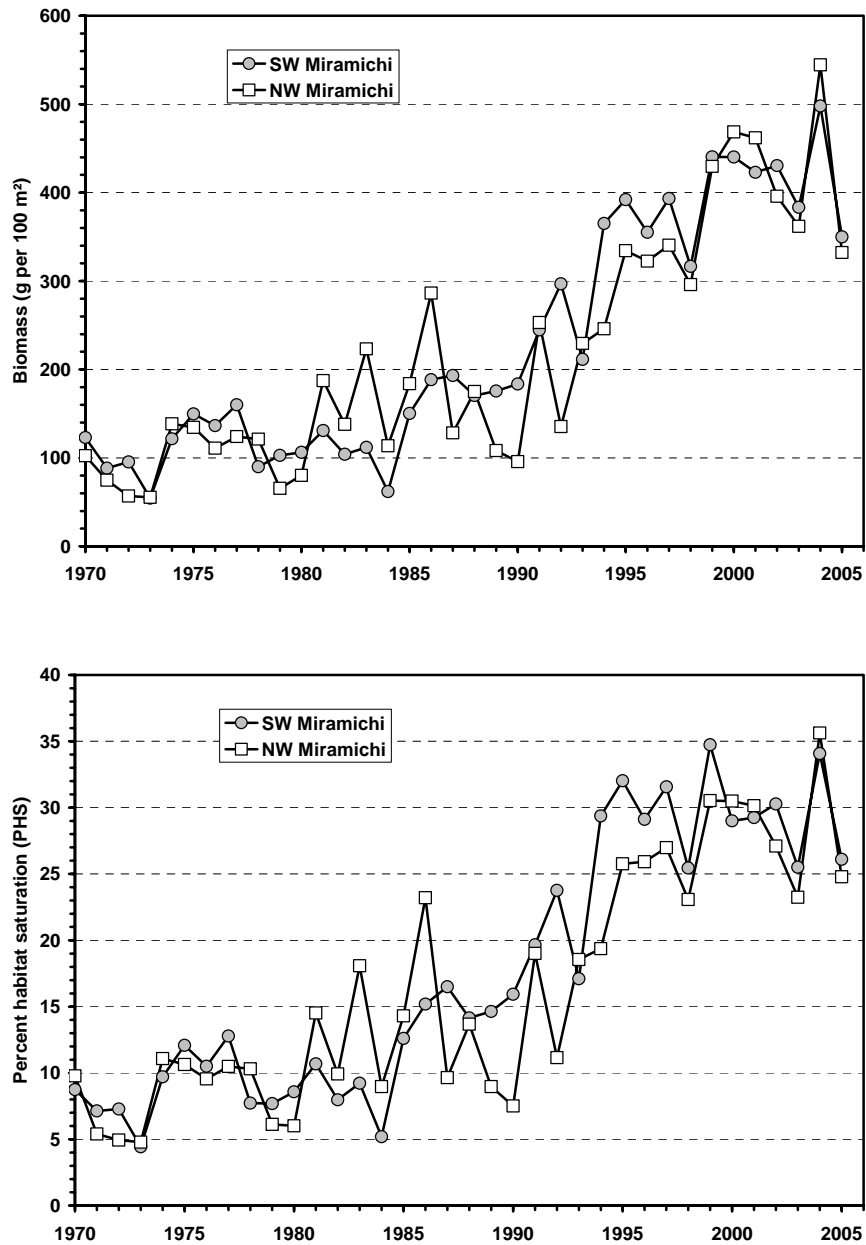 600
500
400
300
200
100
0
Biomass (g per 100 m²)
SW Miramichi
NW Miramichi
1970 1975 1980 1985 1990 1995 2000 2005
40
35
30
25
20
15
10
5
0
Percent habitat saturation (PHS)
SW Miramichi
NW Miramichi
1970 1975 1980 1985 1990 1995 2000 2005